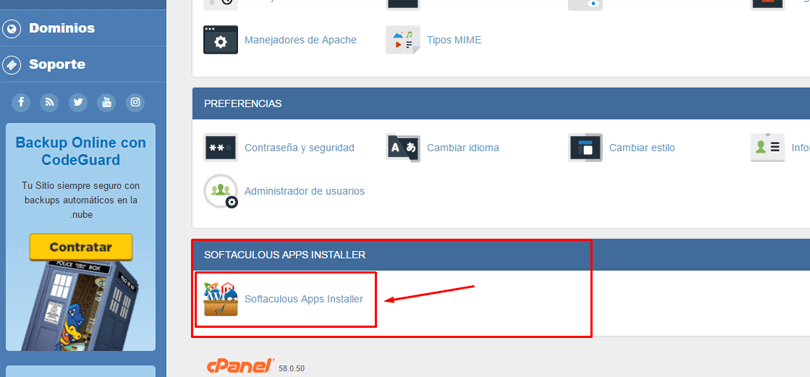 Dominios
Soporte
Backup Online con
CodeGuard
Tu Sitio siempre seguro con
backups automáticos en la
.nube
Contratar
POLICE BOX
Manejadores de Apache
Tipos MIME
PREFERENCIAS
Contraseña y seguridad
Cambiar idioma
Cambiar estilo
Infor
Administrador de usuarios
SOFTACULOUS APPS INSTALLER
Softaculous Apps Installer
cPanel 58.0.50